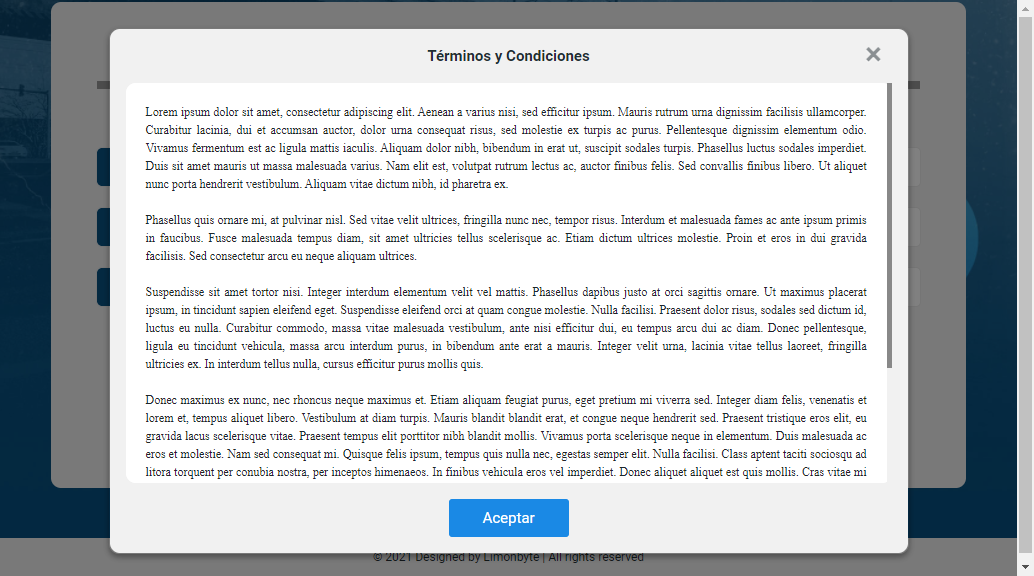 Términos y Condiciones
×
Lorem ipsum dolor sit amet, consectetur adipiscing elit. Aenean a varius nisi, sed efficitur ipsum. Mauris rutrum urna dignissim facilisis ullamcorper.
Curabitur lacinia, dui et accumsan auctor, dolor urna consequat risus, sed molestie ex turpis ac purus. Pellentesque dignissim elementum odio.
Vivamus fermentum est ac ligula mattis iaculis. Aliquam dolor nibh, bibendum in erat ut, suscipit sodales turpis. Phasellus luctus sodales imperdiet.
Duis sit amet mauris ut massa malesuada varius. Nam elit est, volutpat rutrum lectus ac, auctor finibus felis. Sed convallis finibus libero. Ut aliquet
nunc porta hendrerit vestibulum. Aliquam vitae dictum nibh, id pharetra ex.
Phasellus quis ornare mi, at pulvinar nisl. Sed vitae velit ultrices, fringilla nunc nec, tempor risus. Interdum et malesuada fames ac ante ipsum primis
in faucibus. Fusce malesuada tempus diam, sit amet ultricies tellus scelerisque ac. Etiam dictum ultrices molestie. Proin et eros in dui gravida
facilisis. Sed consectetur arcu eu neque aliquam ultrices.
Suspendisse sit amet tortor nisi. Integer interdum elementum velit vel mattis. Phasellus dapibus justo at orci sagittis ornare. Ut maximus placerat
ipsum, in tincidunt sapien eleifend eget. Suspendisse eleifend orci at quam congue molestie. Nulla facilisi. Praesent dolor risus, sodales sed dictum id,
luctus eu nulla. Curabitur commodo, massa vitae malesuada vestibulum, ante nisi efficitur dui, eu tempus arcu dui ac diam. Donec pellentesque,
ligula eu tincidunt vehicula, massa arcu interdum purus, in bibendum ante erat a mauris. Integer velit urna, lacinia vitae tellus laoreet, fringilla
ultricies ex. In interdum tellus nulla, cursus efficitur purus mollis quis.
Donec maximus ex nunc, nec rhoncus neque maximus et. Etiam aliquam feugiat purus, eget pretium mi viverra sed. Integer diam felis, venenatis et
lorem et, tempus aliquet libero. Vestibulum at diam turpis. Mauris blandit blandit erat, et congue neque hendrerit sed. Praesent tristique eros elit, eu
gravida lacus scelerisque vitae. Praesent tempus elit porttitor nibh blandit mollis. Vivamus porta scelerisque neque in elementum. Duis malesuada ac
eros et molestie. Nam sed consequat mi. Quisque felis ipsum, tempus quis nulla nec, egestas semper elit. Nulla facilisi. Class aptent taciti sociosqu ad
litora torquent per conubia nostra, per inceptos himenaeos. In finibus vehicula eros vel imperdiet. Donec aliquet aliquet est quis mollis. Cras vitae mi
Aceptar
© 2021 Designed by Limonbyte | All rights reserved